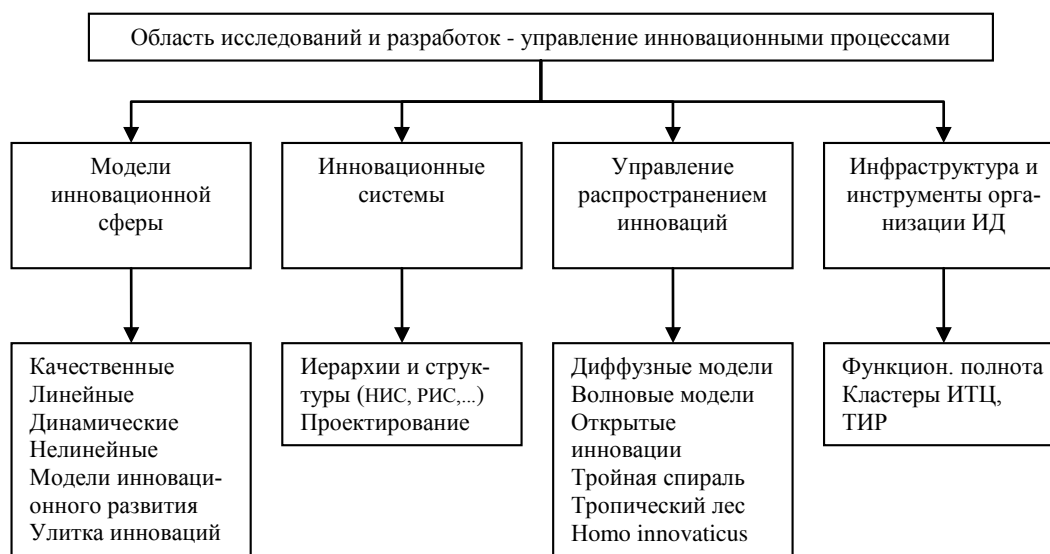 Область исследований и разработок - управление инновационными процессами
Модели
инновационной
сферы
Инновационные
системы
Управление
распространением
инноваций
Инфраструктура и
инструменты орга-
низации ИД
Качественные
Линейные
Динамические
Нелинейные
Модели инноваци-
онного развития
Улитка инноваций
Иерархии и струк-
туры (НИС, РИС,...)
Проектирование
Диффузные модели
Волновые модели
Открытые
инновации
Тройная спираль
Тропический лес
Homo innovaticus
Функцион. полнота
Кластеры ИТЦ,
ТИР